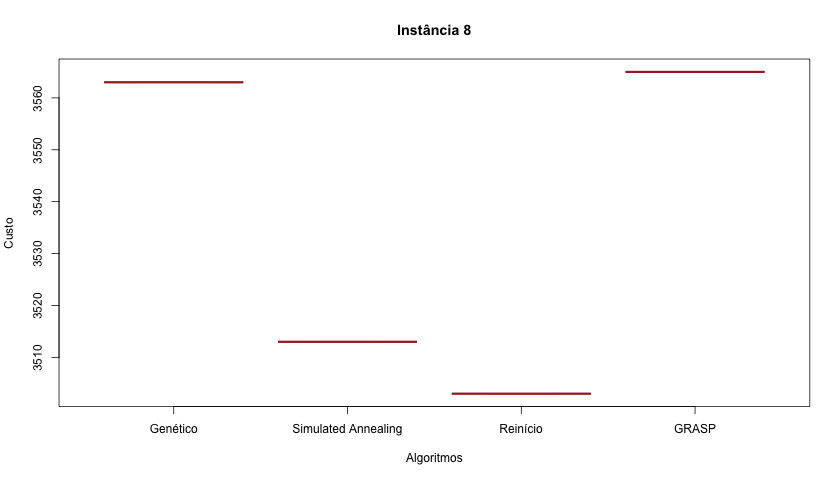 Instância 8
Custo
3560
3550
3540
3530
3520
3510
Genético
Simulated Annealing
Reinício
GRASP
Algoritmos